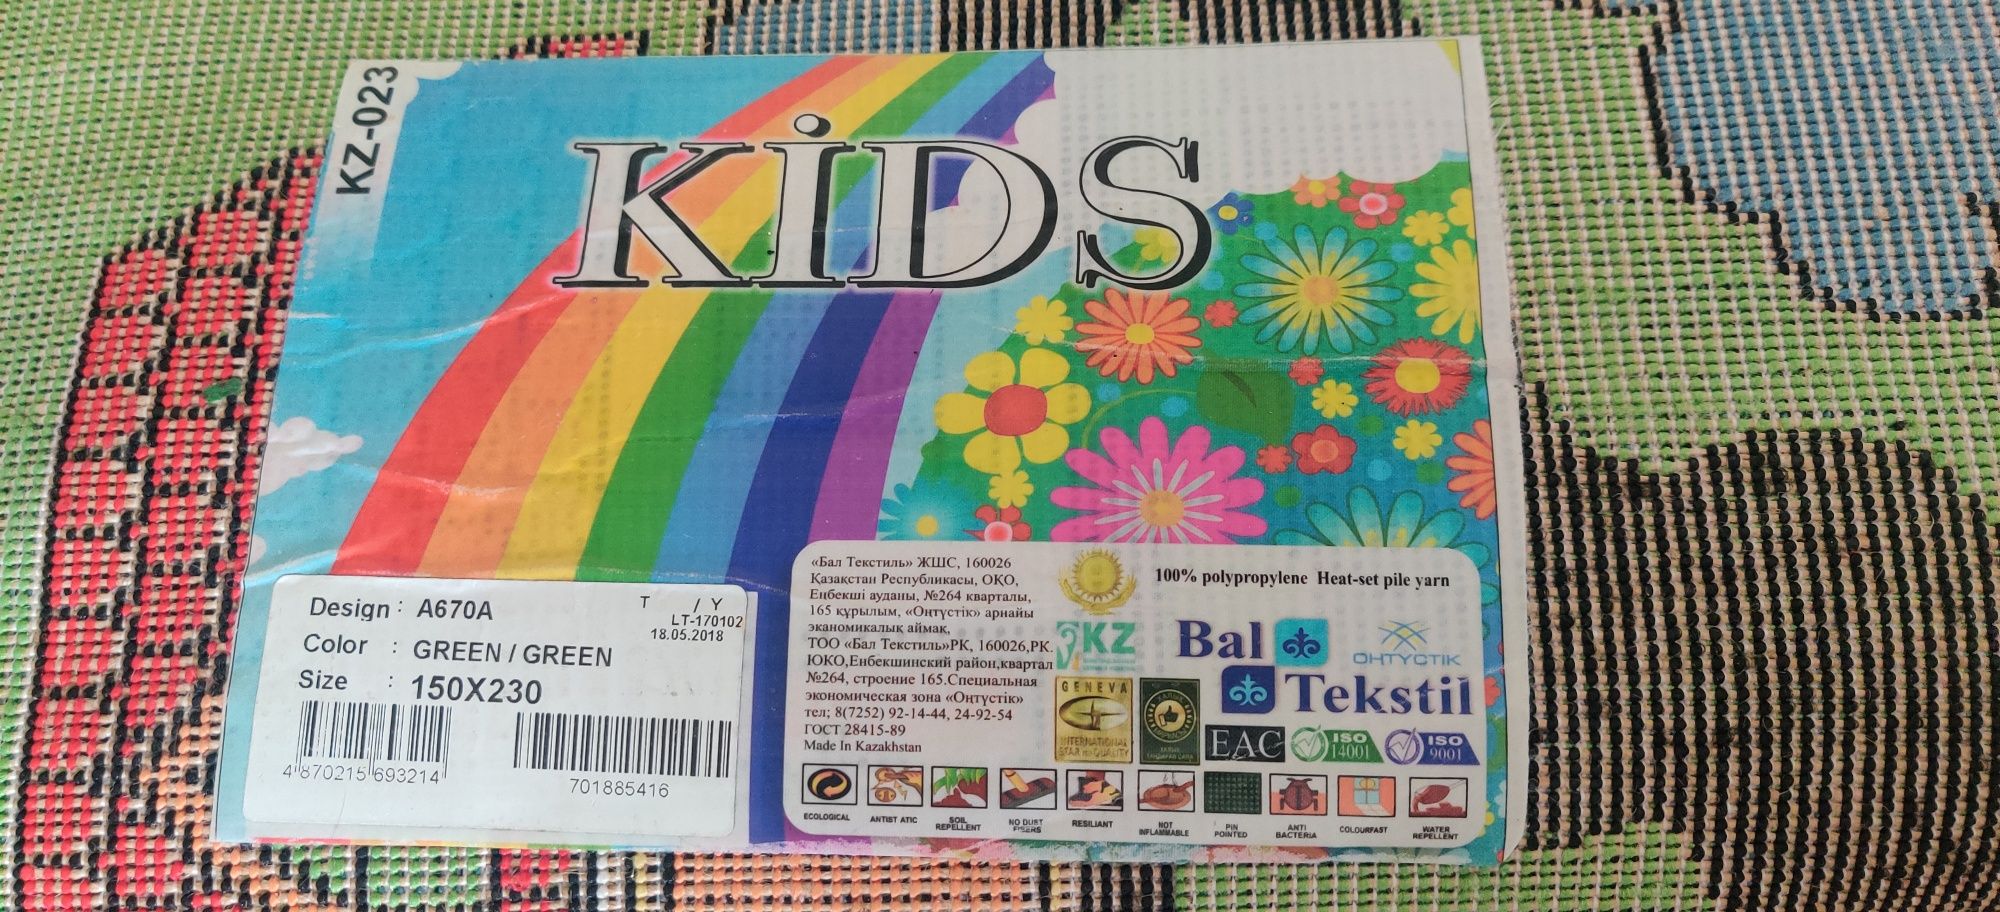 KZ-023
KİDS
Design : A670A
T / Y
LT-170102
18.05.2018
Color : GREEN / GREEN
Size : 150X230
4 870215 693214
701885416
«Бал Текстиль» ЖШС, 160026
Қазақстан Республикасы, ОҚО,
Еңбекші ауданы, №264 кварталы,
165 құрылым, «Оңтүстік» арнайы
экономикалық аймақ,
ТОО «Бал Текстиль»РК, 160026,РК.
ЮКО,Енбекшинский район,квартал
№264, строение 165.Специальная
экономическая зона «Оңтүстік»
тел; 8(7252) 92-14-44, 24-92-54
ГОСТ 28415-89
Made In Kazakhstan
100% polypropylene Heat-set pile yarn
KZ
Bal
Tekstil
ОҢТҮСТІК
GENEVA
INTERNATIONAL
STAR for QUALITY
EAC
ISO
14001
ISO
9001
ECOLOGICAL
ANTIST ATIC
SOIL
REPELLENT
NO DUST
FIBERS
RESILIANT
NOT
INFLAMMABLE
PIN
POINTED
ANTI
BACTERIA
COLOURFAST
WATER
REPELLENT